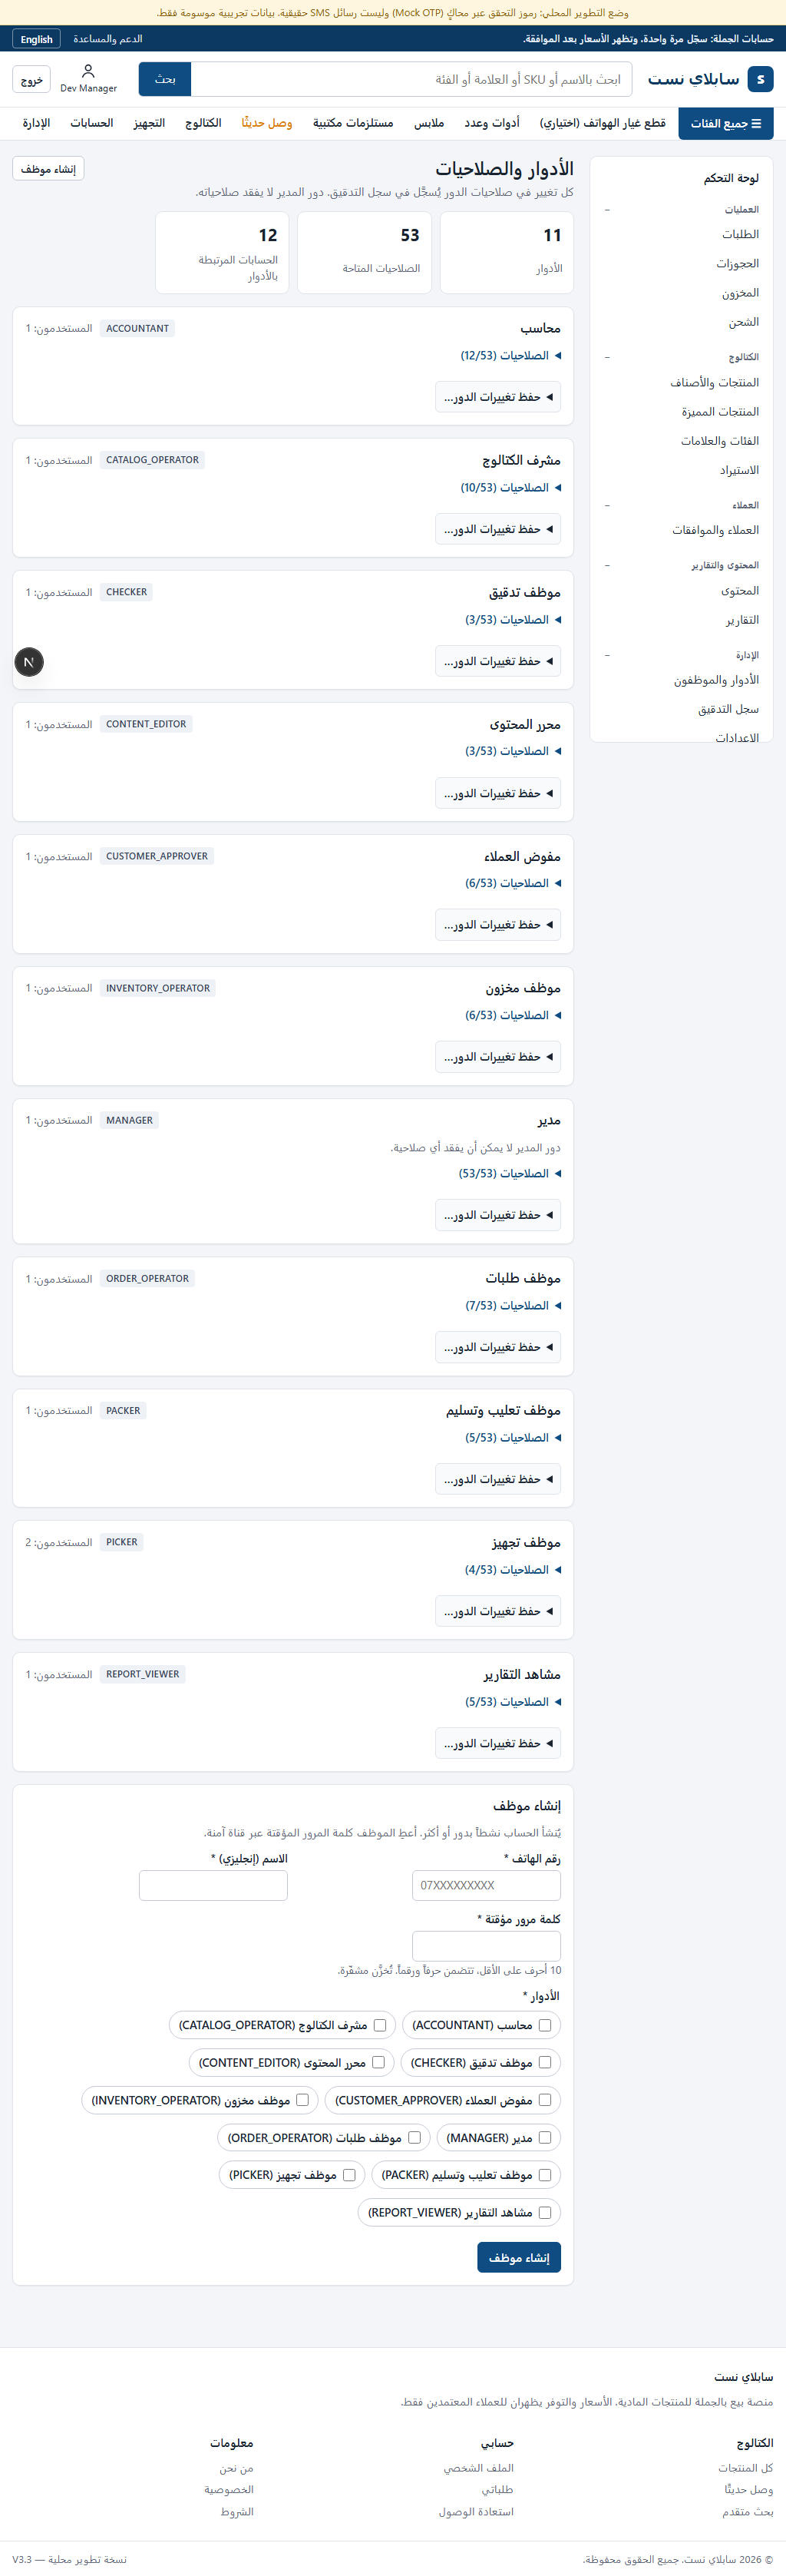 وضع التطوير المحلي: رموز التحقق عبر محاكٍ (Mock OTP) وليست رسائل SMS حقيقية. بيانات تجريبية موسومة فقط.
حسابات الجملة: سجّل مرة واحدة، وتظهر الأسعار بعد الموافقة.
الدعم والمساعدة
English
S
سابلاي نست
ابحث بالاسم أو SKU أو العلامة أو الفئة
بحث
Dev Manager
خروج
☰ جميع الفئات
قطع غيار الهواتف (اختياري)
أدوات وعدد
ملابس
مستلزمات مكتبية
وصل حديثًا
الكتالوج
التجهيز
الحسابات
الإدارة
لوحة التحكم
العمليات
–
الطلبات
الحجوزات
المخزون
الشحن
الكتالوج
–
المنتجات والأصناف
المنتجات المميزة
الفئات والعلامات
الاستيراد
العملاء
–
العملاء والموافقات
المحتوى والتقارير
–
المحتوى
التقارير
الإدارة
–
الأدوار والموظفون
سجل التدقيق
الإعدادات
الأدوار والصلاحيات
إنشاء موظف
كل تغيير في صلاحيات الدور يُسجَّل في سجل التدقيق. دور المدير لا يفقد صلاحياته.
11
الأدوار
53
الصلاحيات المتاحة
12
الحسابات المرتبطة
بالأدوار
محاسب
ACCOUNTANT
المستخدمون: 1
الصلاحيات (12/53)
حفظ تغييرات الدور...
مشرف الكتالوج
CATALOG_OPERATOR
المستخدمون: 1
الصلاحيات (10/53)
حفظ تغييرات الدور...
موظف تدقيق
CHECKER
المستخدمون: 1
الصلاحيات (3/53)
حفظ تغييرات الدور...
N
محرر المحتوى
CONTENT_EDITOR
المستخدمون: 1
الصلاحيات (3/53)
حفظ تغييرات الدور...
مفوض العملاء
CUSTOMER_APPROVER
المستخدمون: 1
الصلاحيات (6/53)
حفظ تغييرات الدور...
موظف مخزون
INVENTORY_OPERATOR
المستخدمون: 1
الصلاحيات (6/53)
حفظ تغييرات الدور...
مدير
MANAGER
المستخدمون: 1
دور المدير لا يمكن أن يفقد أي صلاحية.
الصلاحيات (53/53)
حفظ تغييرات الدور...
موظف طلبات
ORDER_OPERATOR
المستخدمون: 1
الصلاحيات (7/53)
حفظ تغييرات الدور...
موظف تعليب وتسليم
PACKER
المستخدمون: 1
الصلاحيات (5/53)
حفظ تغييرات الدور...
موظف تجهيز
PICKER
المستخدمون: 2
الصلاحيات (4/53)
حفظ تغييرات الدور...
مشاهد التقارير
REPORT_VIEWER
المستخدمون: 1
الصلاحيات (5/53)
حفظ تغييرات الدور...
إنشاء موظف
يُنشأ الحساب نشطاً بدور أو أكثر. أعطِ الموظف كلمة المرور المؤقتة عبر قناة آمنة.
رقم الهاتف *
الاسم (إنجليزي) *
07XXXXXXXXX
كلمة مرور مؤقتة *
10 أحرف على الأقل، تتضمن حرفاً ورقماً. تُخزَّن مشفّرة.
الأدوار *
محاسب (ACCOUNTANT)
مشرف الكتالوج (CATALOG_OPERATOR)
موظف تدقيق (CHECKER)
محرر المحتوى (CONTENT_EDITOR)
مفوض العملاء (CUSTOMER_APPROVER)
موظف مخزون (INVENTORY_OPERATOR)
مدير (MANAGER)
موظف طلبات (ORDER_OPERATOR)
موظف تعليب وتسليم (PACKER)
موظف تجهيز (PICKER)
مشاهد التقارير (REPORT_VIEWER)
إنشاء موظف
سابلاي نست
منصة بيع بالجملة للمنتجات المادية. الأسعار والتوفر يظهران للعملاء المعتمدين فقط.
الكتالوج
كل المنتجات
وصل حديثًا
بحث متقدم
حسابي
الملف الشخصي
طلباتي
استعادة الوصول
معلومات
من نحن
الخصوصية
الشروط
© 2026 سابلاي نست. جميع الحقوق محفوظة.
نسخة تطوير محلية — V3.3